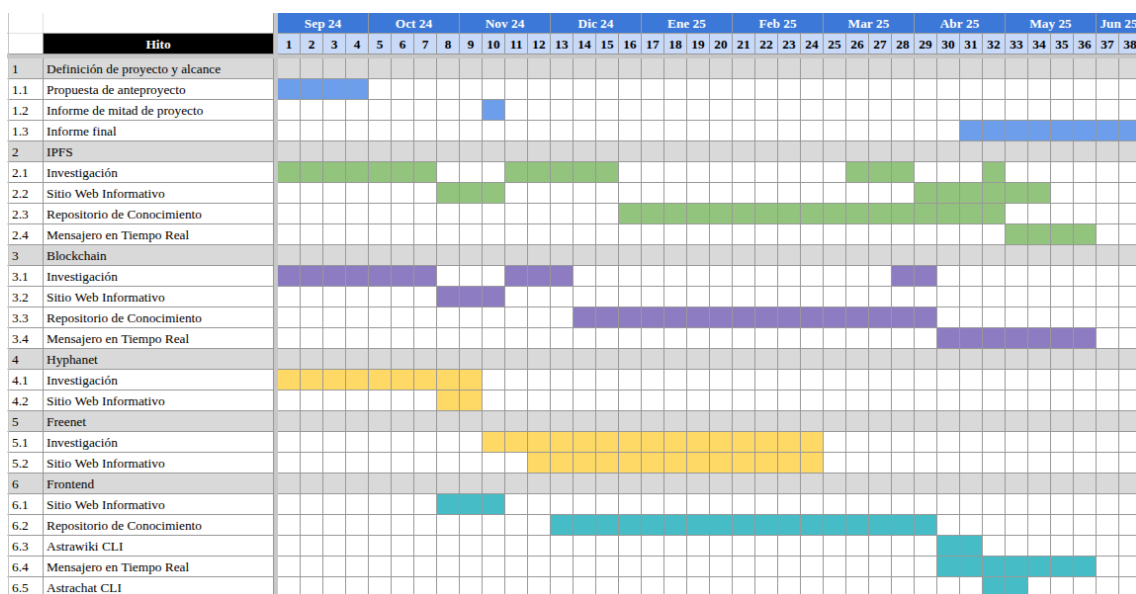 Sep 24 Oct 24 Nov 24 Dic 24 Ene 25 Feb 25 Mar 25 Abr 25 May 25 Jun 25
Hito 1 2 3 4 5 6 7 8 9 10 11 12 13 14 15 16 17 18 19 20 21 22 23 24 25 26 27 28 29 30 31 32 33 34 35 36 37 38
1 Definición de proyecto y alcance
1.1 Propuesta de anteproyecto
1.2 Informe de mitad de proyecto
1.3 Informe final
2 IPFS
2.1 Investigación
2.2 Sitio Web Informativo
2.3 Repositorio de Conocimiento
2.4 Mensajero en Tiempo Real
3 Blockchain
3.1 Investigación
3.2 Sitio Web Informativo
3.3 Repositorio de Conocimiento
3.4 Mensajero en Tiempo Real
4 Hyphanet
4.1 Investigación
4.2 Sitio Web Informativo
5 Freenet
5.1 Investigación
5.2 Sitio Web Informativo
6 Frontend
6.1 Sitio Web Informativo
6.2 Repositorio de Conocimiento
6.3 Astrawiki CLI
6.4 Mensajero en Tiempo Real
6.5 Astrachat CLI